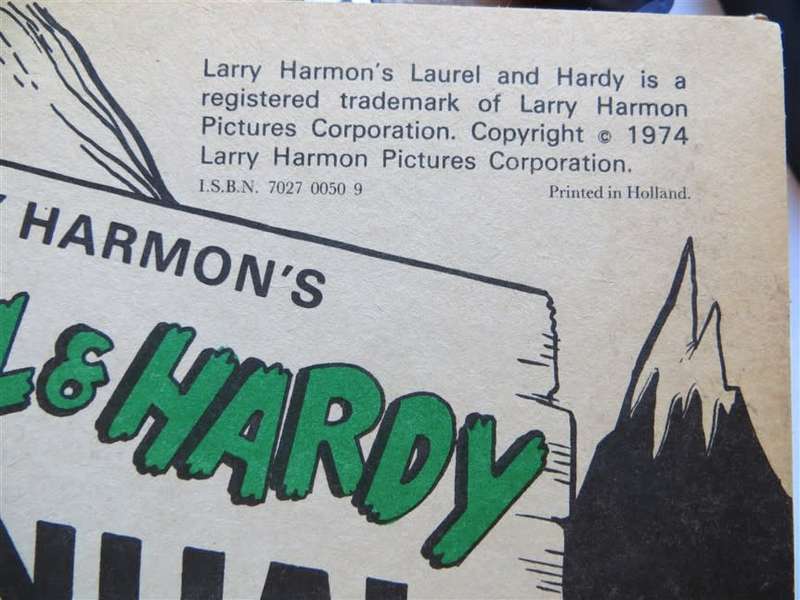 Larry Harmon's Laurel and Hardy is a
registered trademark of Larry Harmon
Pictures Corporation. Copyright © 1974
Larry Harmon Pictures Corporation.
I.S.B.N. 7027 0050 9 Printed in Holland.
HARMON'S
& HARDY